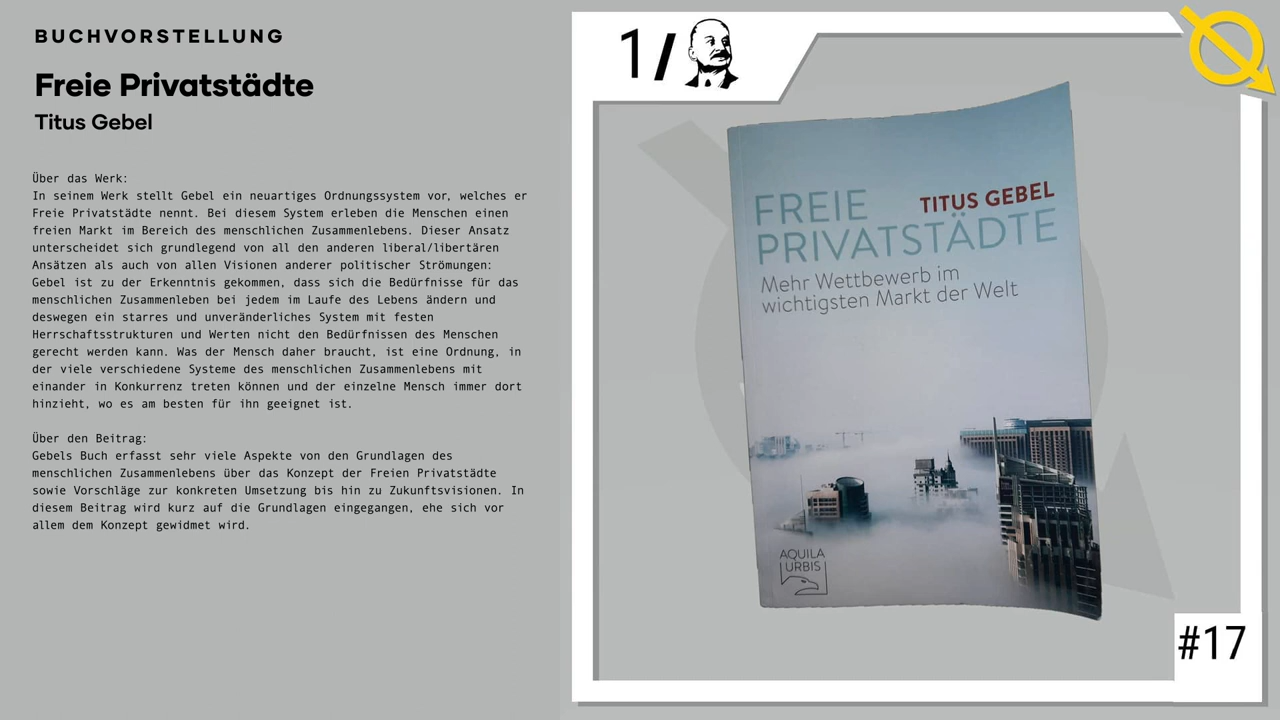 BUCHVORSTELLUNG
Freie Privatstädte
Titus Gebel
Über das Werk:
In seinem Werk stellt Gebel ein neuartiges Ordnungssystem vor, welches er
Freie Privatstädte nennt. Bei diesem System erleben die Menschen einen
freien Markt im Bereich des menschlichen Zusammenlebens. Dieser Ansatz
unterscheidet sich grundlegend von all den anderen liberal/libertären
Ansätzen als auch von allen Visionen anderer politischer Strömungen:
Gebel ist zu der Erkenntnis gekommen, dass sich die Bedürfnisse für das
menschlichen Zusammenleben bei jedem im Laufe des Lebens ändern und
deswegen ein starres und unveränderliches System mit festen
Herrschaftsstrukturen und Werten nicht den Bedürfnissen des Menschen
gerecht werden kann. Was der Mensch daher braucht, ist eine Ordnung, in
der viele verschiedene Systeme des menschlichen Zusammenlebens mit
einander in Konkurrenz treten können und der einzelne Mensch immer dort
hinzieht, wo es am besten für ihn geeignet ist.
Über den Beitrag:
Gebels Buch erfasst sehr viele Aspekte von den Grundlagen des
menschlichen Zusammenlebens über das Konzept der Freien Privatstädte
sowie Vorschläge zur konkreten Umsetzung bis hin zu Zukunftsvisionen. In
diesem Beitrag wird kurz auf die Grundlagen eingegangen, ehe sich vor
allem dem Konzept gewidmet wird.
1/
FREIE
TITUS GEBEL
PRIVATSTÄDTE
Mehr Wettbewerb im
wichtigsten Markt der Welt
AQUILA
URBIS
#17